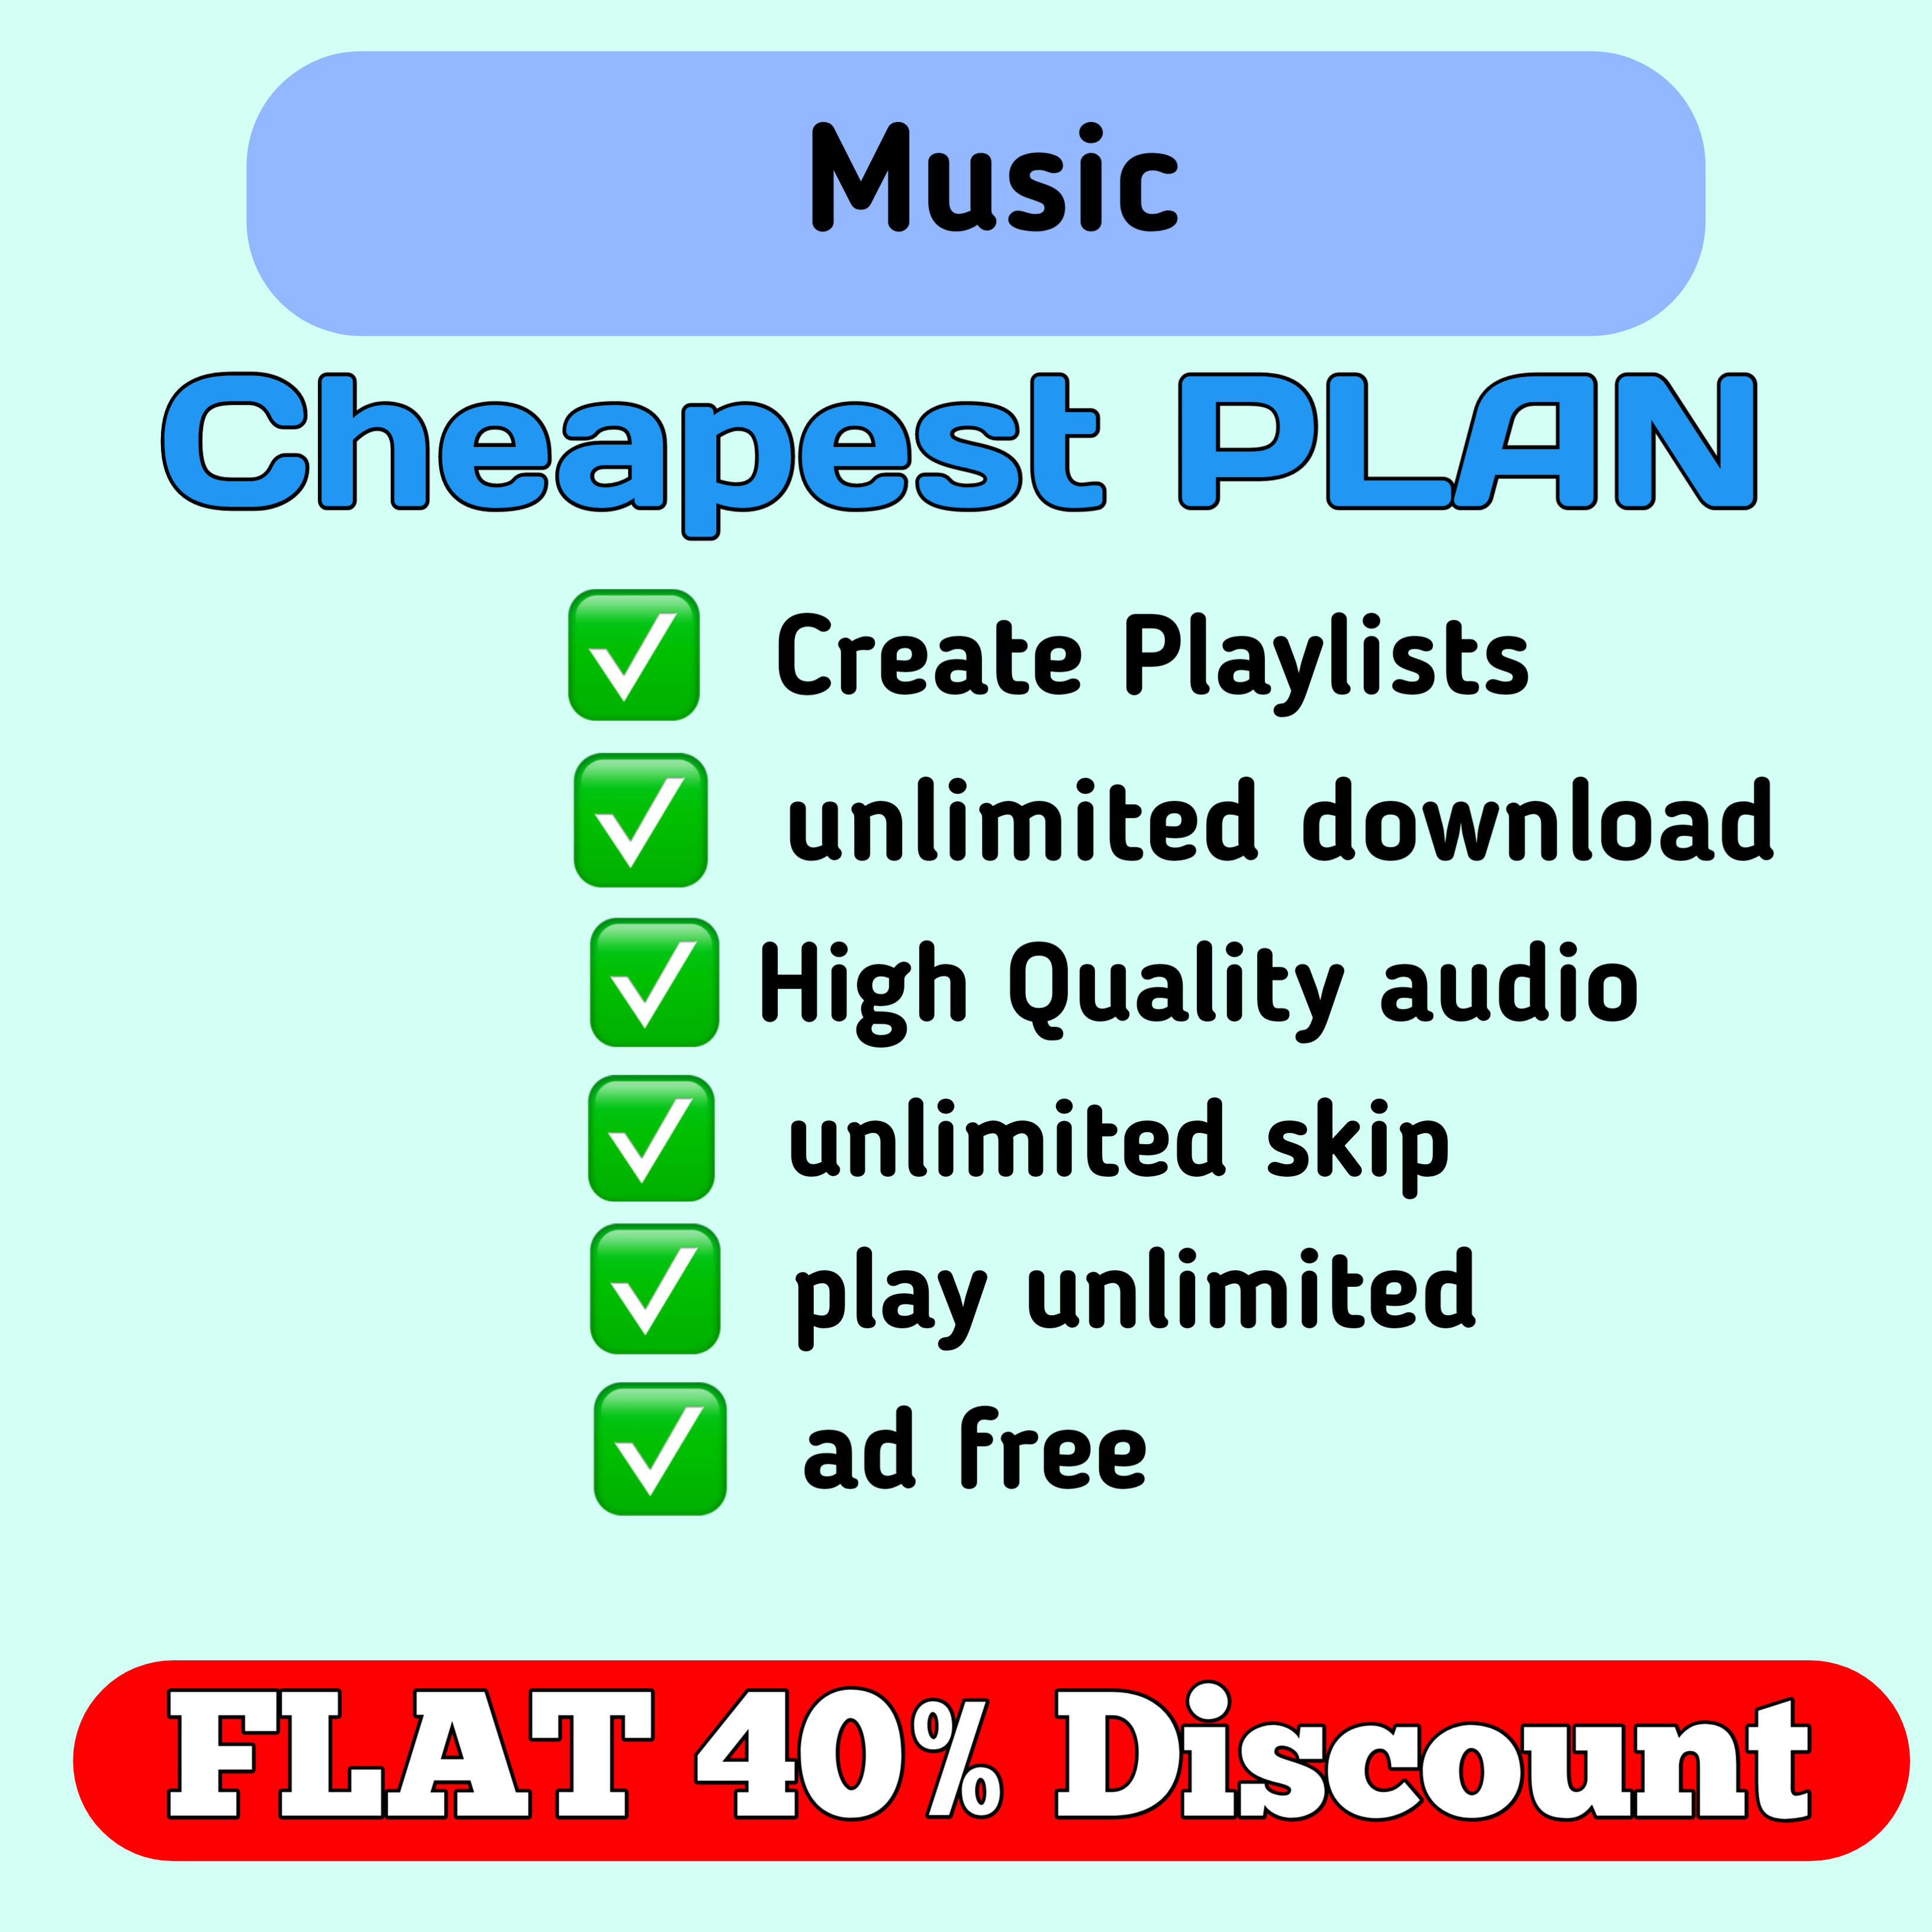 Music
Cheapest PLAN
Create Playlists
unlimited download
High Quality audio
unlimited skip
play unlimited
ad free
FLAT 40% Discount